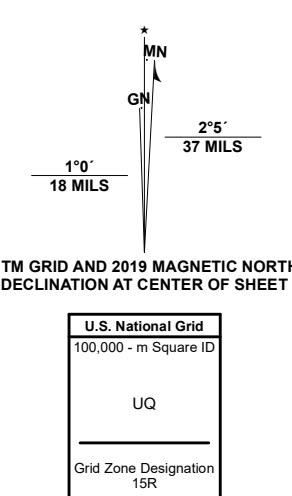 ★
MN
GN
2°5´
37 MILS
1°0´
18 MILS
TM GRID AND 2019 MAGNETIC NORTH
DECLINATION AT CENTER OF SHEET
U.S. National Grid
100,000 - m Square ID
UQ
Grid Zone Designation
15R